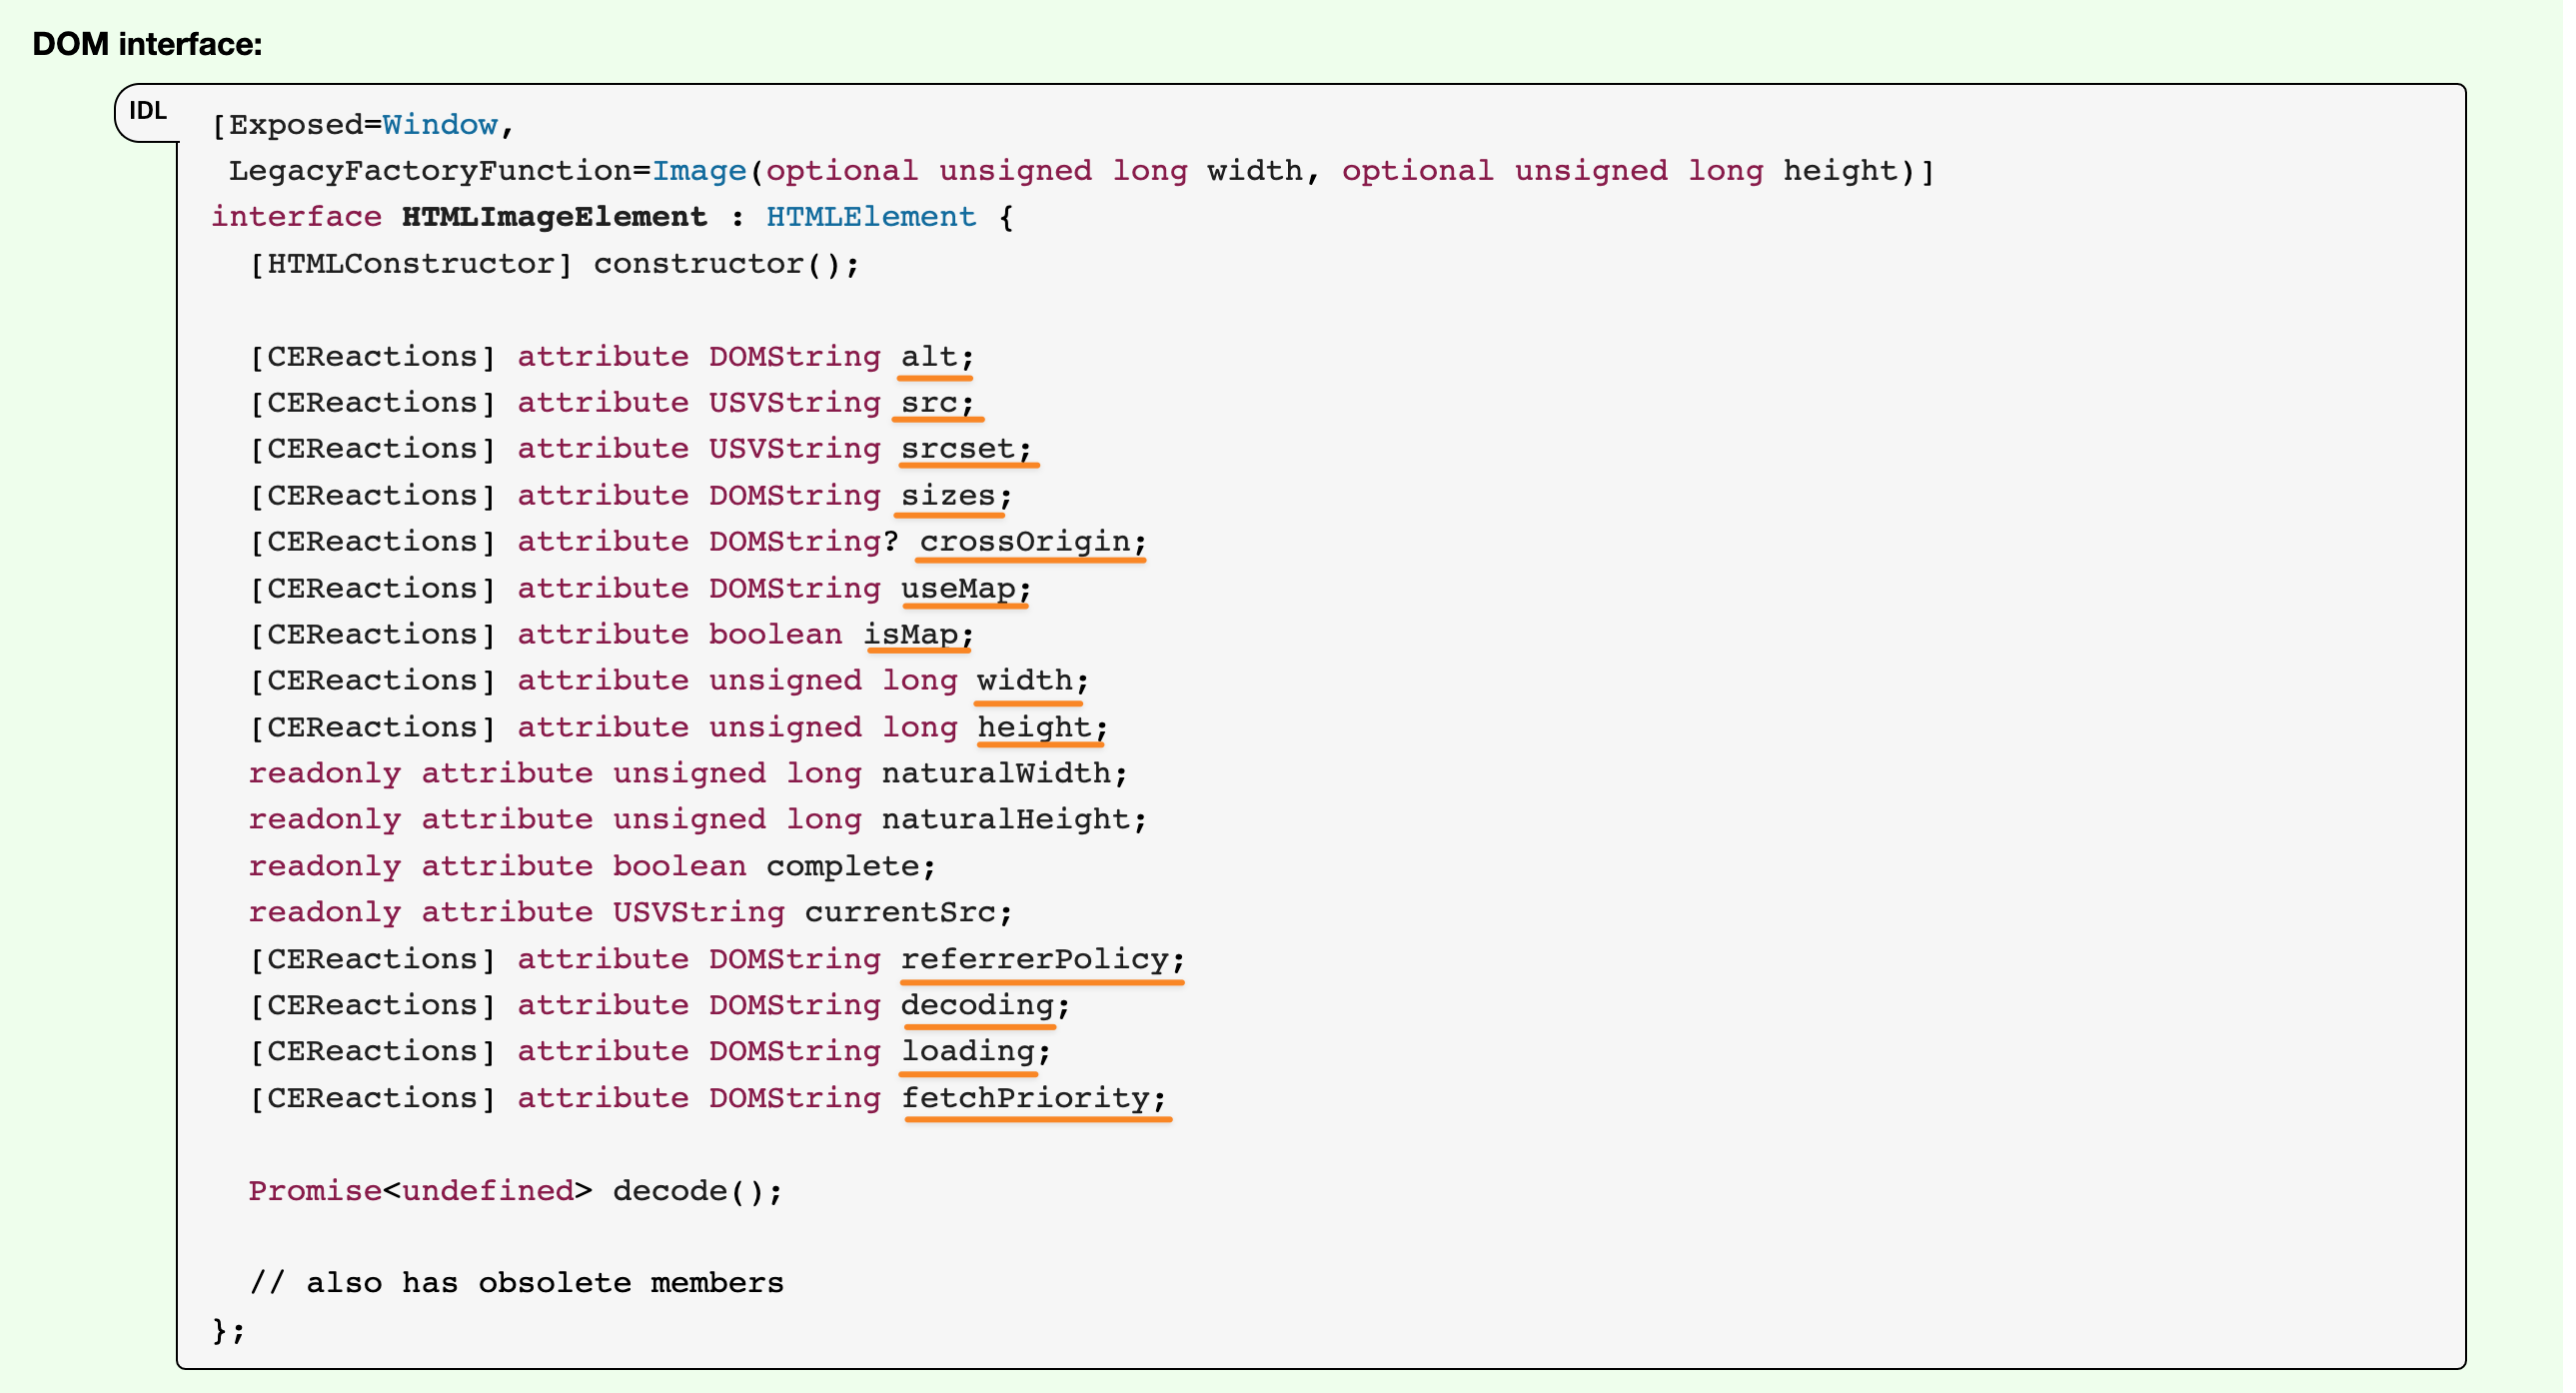 DOM interface:
IDL
[Exposed=Window,
 LegacyFactoryFunction=Image(optional unsigned long width, optional unsigned long height)]
interface HTMLImageElement : HTMLElement {
  [HTMLConstructor] constructor();

  [CEReactions] attribute DOMString alt;
  [CEReactions] attribute USVString src;
  [CEReactions] attribute USVString srcset;
  [CEReactions] attribute DOMString sizes;
  [CEReactions] attribute DOMString? crossOrigin;
  [CEReactions] attribute DOMString useMap;
  [CEReactions] attribute boolean isMap;
  [CEReactions] attribute unsigned long width;
  [CEReactions] attribute unsigned long height;
  readonly attribute unsigned long naturalWidth;
  readonly attribute unsigned long naturalHeight;
  readonly attribute boolean complete;
  readonly attribute USVString currentSrc;
  [CEReactions] attribute DOMString referrerPolicy;
  [CEReactions] attribute DOMString decoding;
  [CEReactions] attribute DOMString loading;
  [CEReactions] attribute DOMString fetchPriority;

  Promise<undefined> decode();

  // also has obsolete members
};